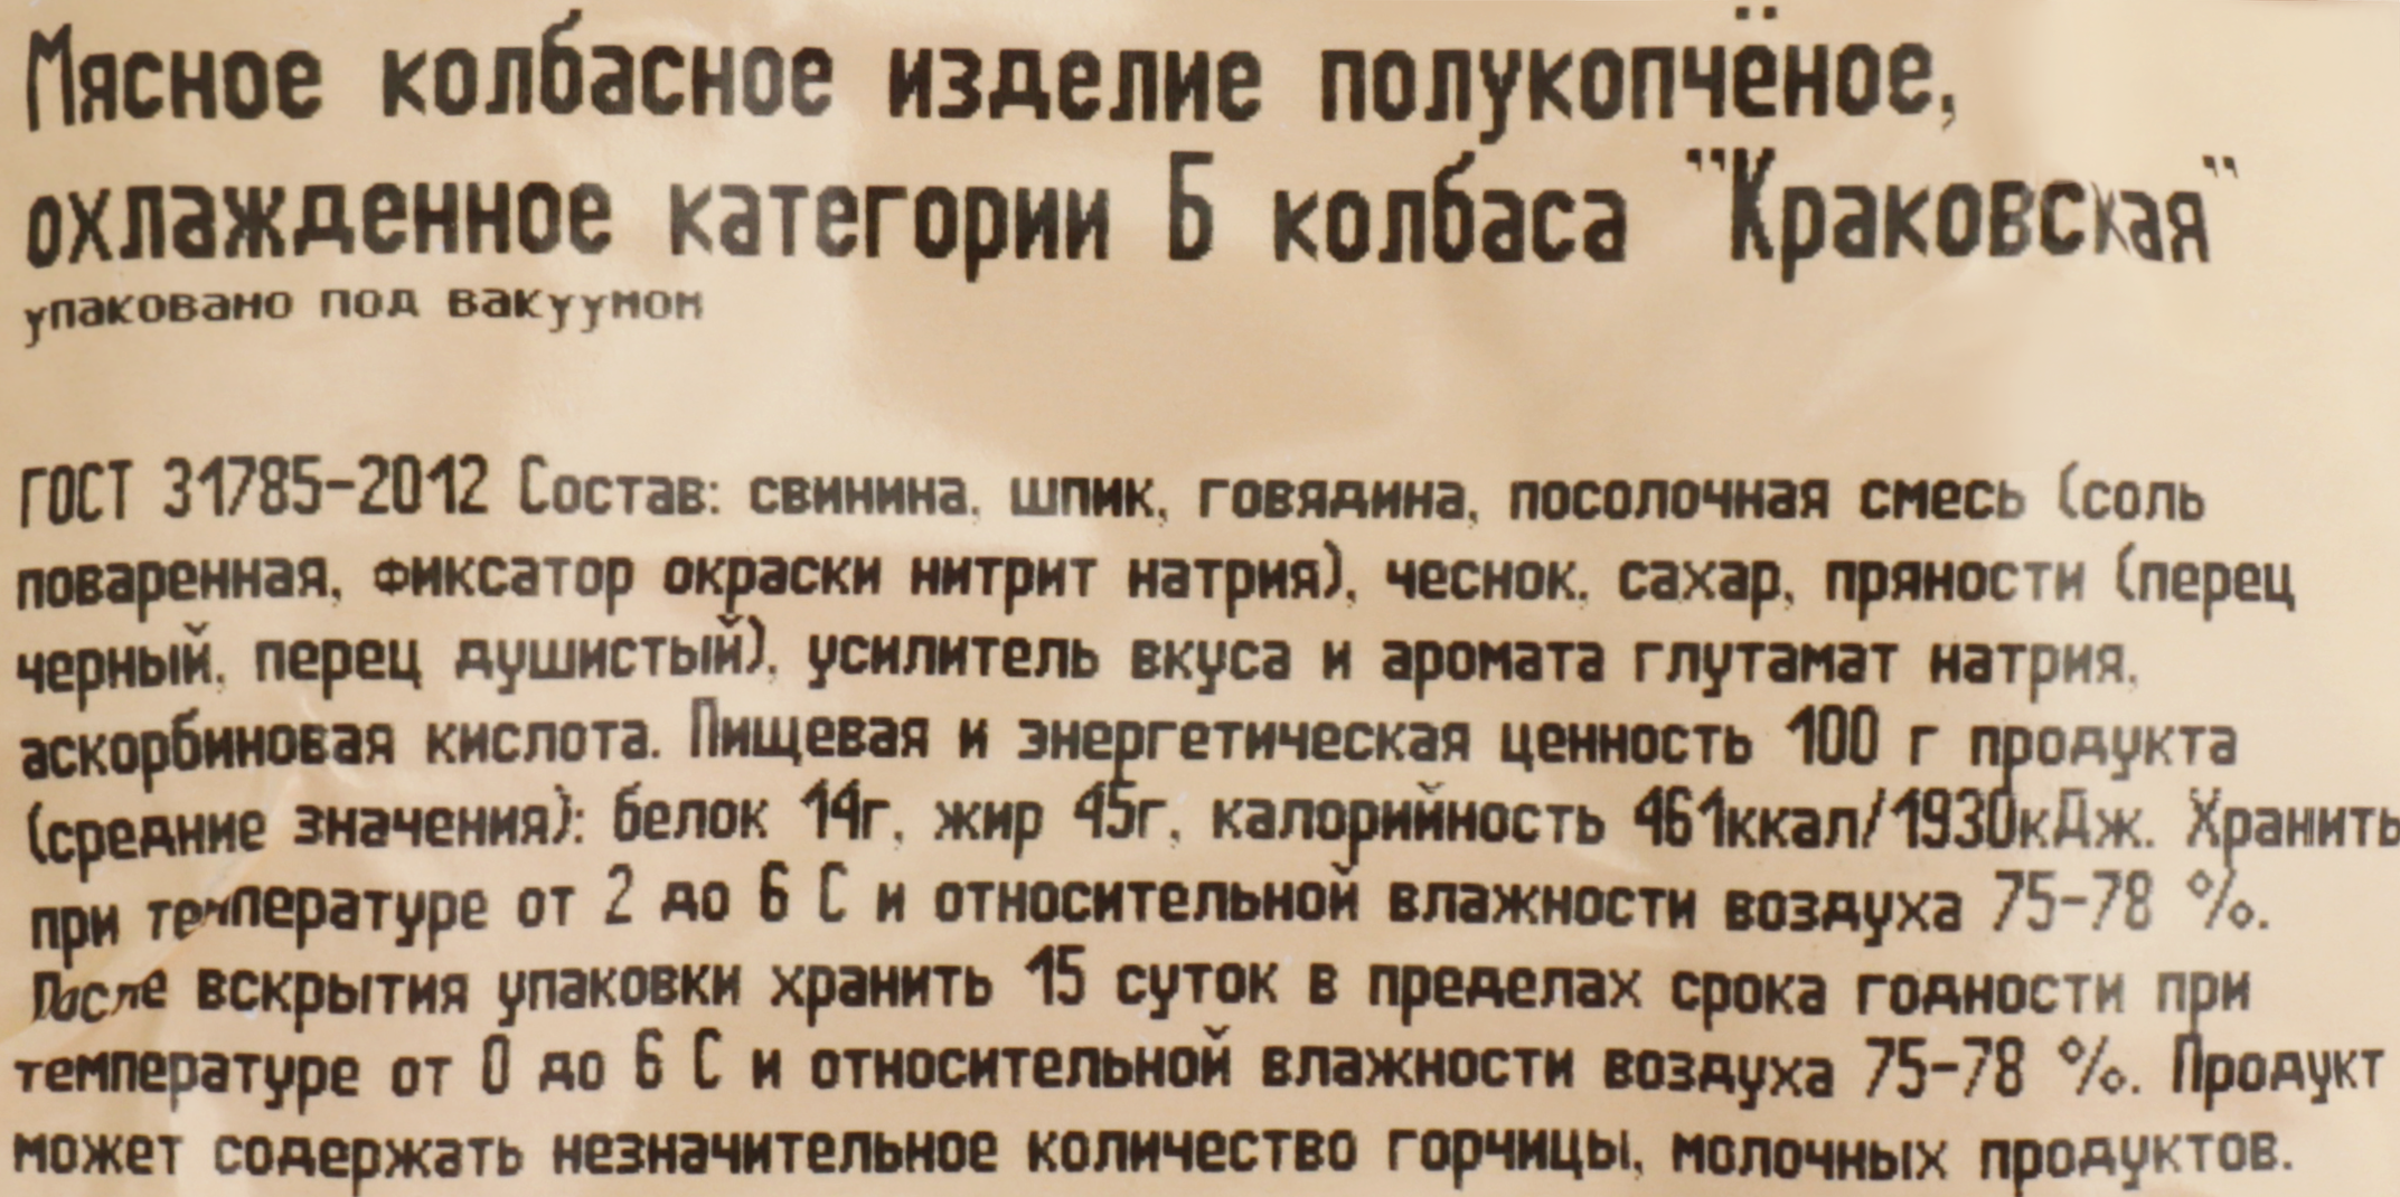 Мясное колбасное изделие полукопчёное,
охлажденное категории Б колбаса "Краковская"
упаковано под вакуумом
ГОСТ 31785-2012 Состав: свинина, шпик, говядина, посолочная смесь (соль
поваренная, фиксатор окраски нитрит натрия), чеснок, сахар, пряности (перец
черный, перец душистый), усилитель вкуса и аромата глутамат натрия,
аскорбиновая кислота. Пищевая и энергетическая ценность 100 г продукта
(средние значения): белок 14г, жир 45г, калорийность 461ккал/1930кДж. Хранить
при температуре от 2 до 6 С и относительной влажности воздуха 75-78 %.
После вскрытия упаковки хранить 15 суток в пределах срока годности при
температуре от 0 до 6 С и относительной влажности воздуха 75-78 %. Продукт
может содержать незначительное количество горчицы, молочных продуктов.